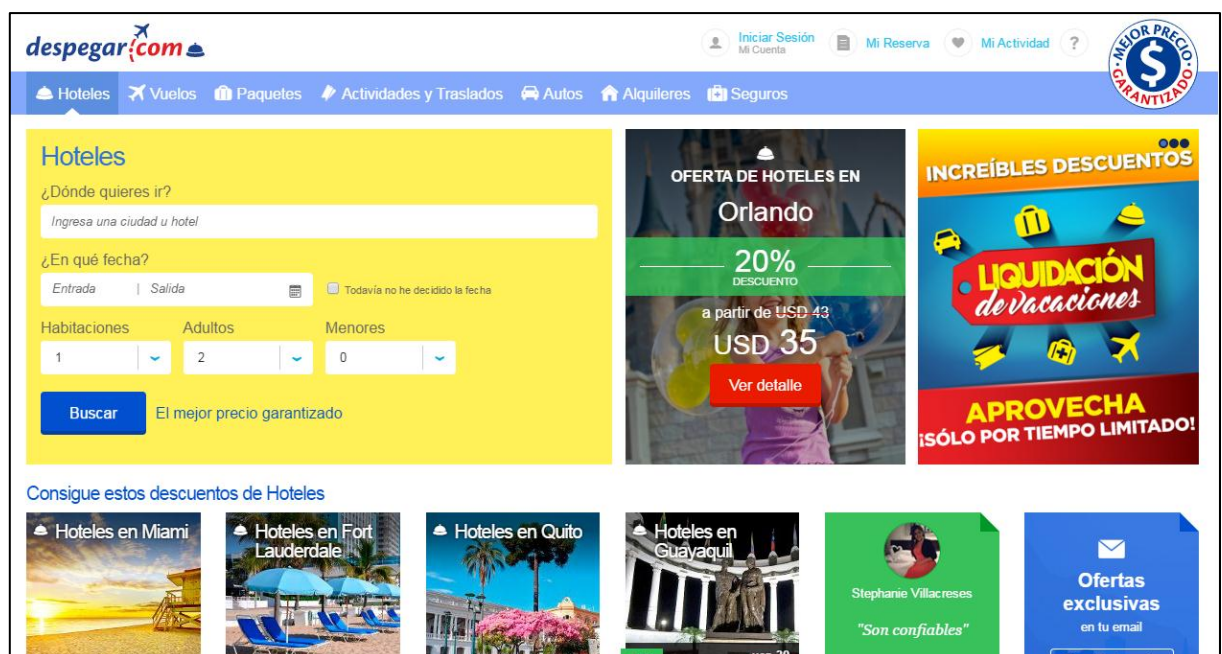 despegar.com
Iniciar Sesión
Mi Cuenta
Mi Reserva
Mi Actividad
?
MEJOR PRECIO
$
GARANTIZADO
Hoteles
Vuelos
Paquetes
Actividades y Traslados
Autos
Alquileres
Seguros
Hoteles
¿Dónde quieres ir?
Ingresa una ciudad u hotel
¿En qué fecha?
Entrada | Salida
Todavía no he decidido la fecha
Habitaciones
Adultos
Menores
1
2
0
Buscar
El mejor precio garantizado
OFERTA DE HOTELES EN
Orlando
20%
DESCUENTO
a partir de USD 43
USD 35
Ver detalle
INCREÍBLES DESCUENTOS
LIQUIDACIÓN
de vacaciones
APROVECHA
¡SÓLO POR TIEMPO LIMITADO!
Consigue estos descuentos de Hoteles
Hoteles en Miami
Hoteles en Fort
Lauderdale
Hoteles en Quito
Hoteles en
Guayaquil
Stephanie Villacreses
"Son confiables"
Ofertas
exclusivas
en tu email